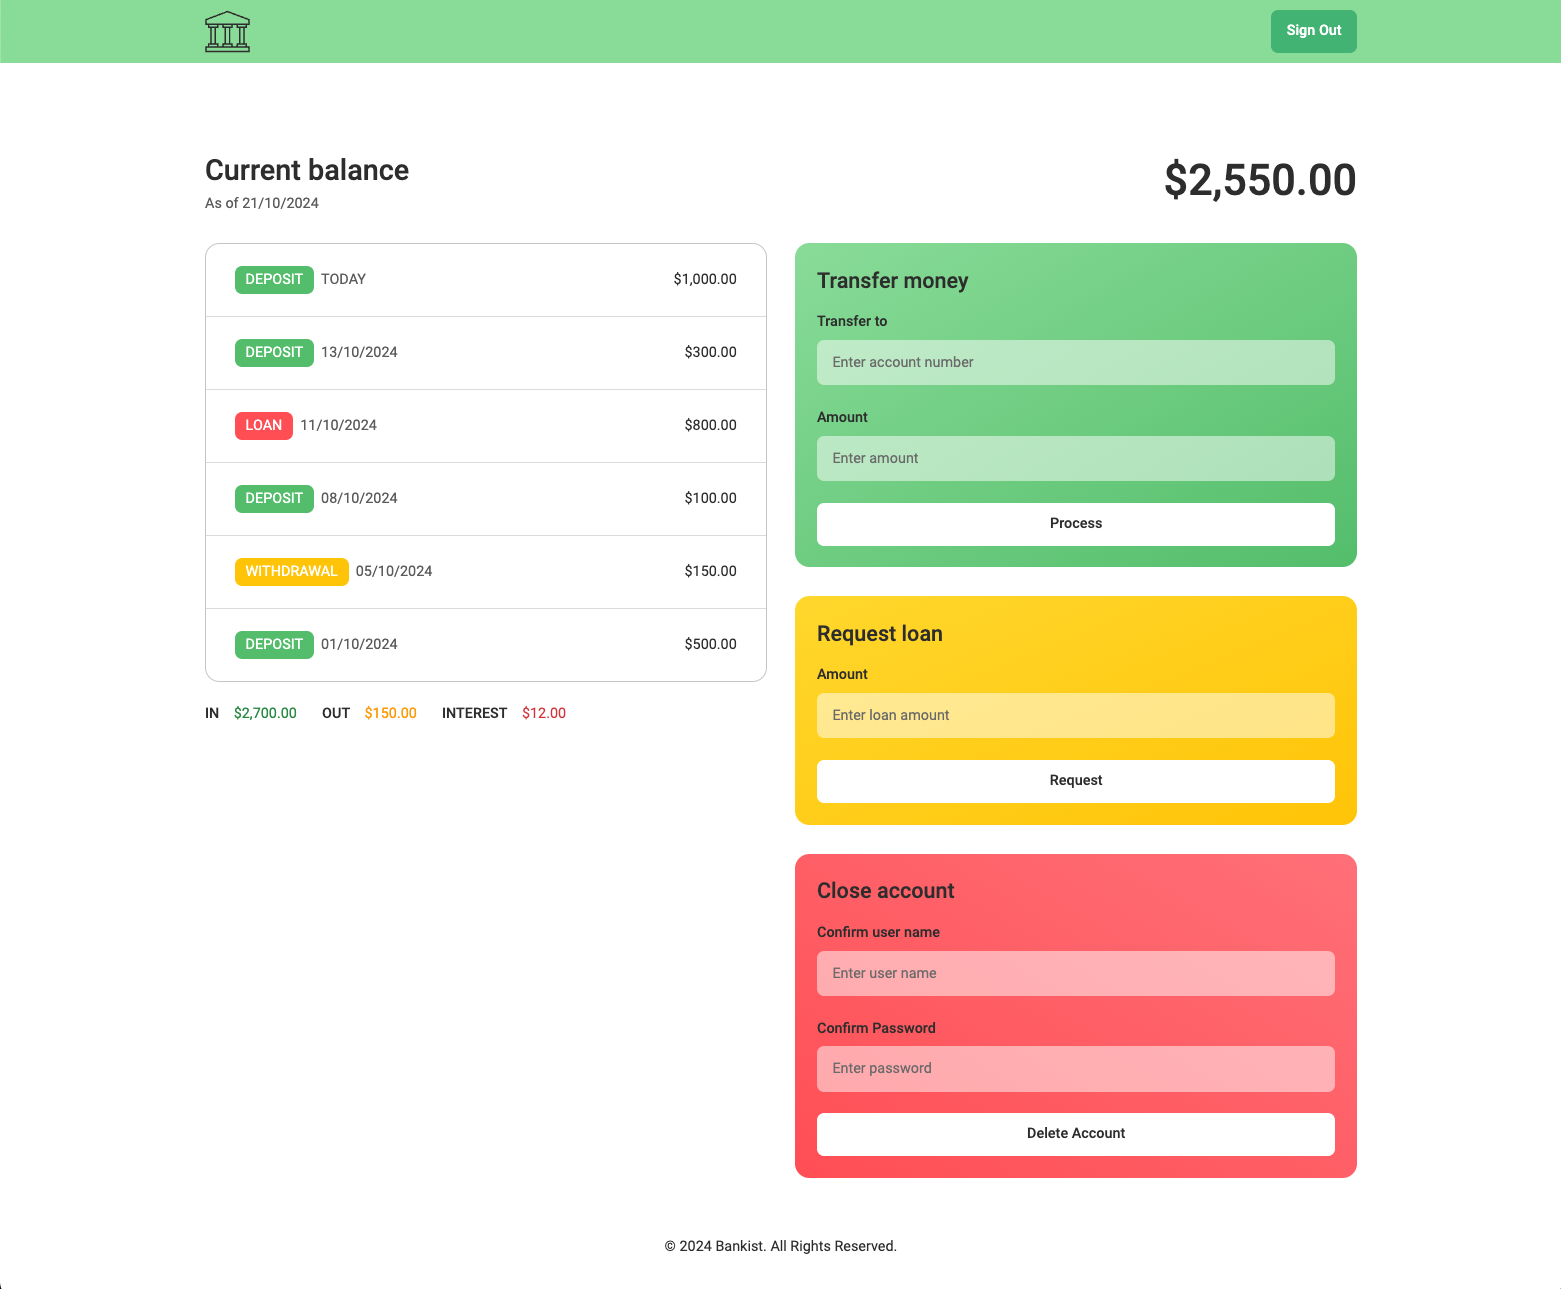 Sign Out
Current balance
As of 21/10/2024
$2,550.00
DEPOSIT TODAY $1,000.00
DEPOSIT 13/10/2024 $300.00
LOAN 11/10/2024 $800.00
DEPOSIT 08/10/2024 $100.00
WITHDRAWAL 05/10/2024 $150.00
DEPOSIT 01/10/2024 $500.00
IN $2,700.00 OUT $150.00 INTEREST $12.00
Transfer money
Transfer to
Enter account number
Amount
Enter amount
Process
Request loan
Amount
Enter loan amount
Request
Close account
Confirm user name
Enter user name
Confirm Password
Enter password
Delete Account
© 2024 Bankist. All Rights Reserved.